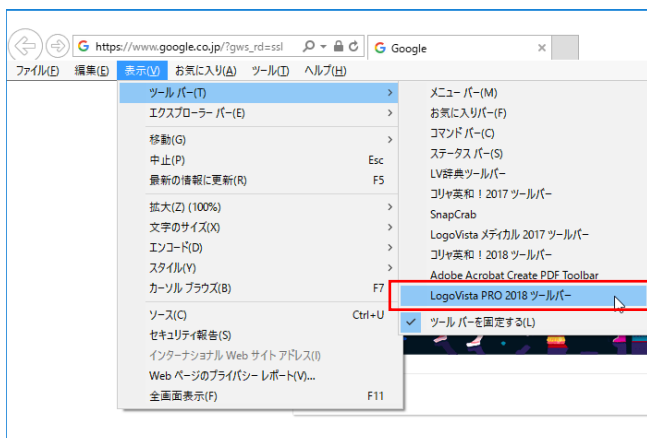 https://www.google.co.jp/?gws_rd=ssl
Google
ファイル(F) 編集(E) 表示(V) お気に入り(A) ツール(T) ヘルプ(H)
ツール バー(T)
エクスプローラー バー(E)
移動(G)
中止(P) Esc
最新の情報に更新(R) F5
拡大(Z) (100%)
文字のサイズ(X)
エンコード(D)
スタイル(Y)
カーソル ブラウズ(B) F7
ソース(C) Ctrl+U
セキュリティ報告(S)
インターナショナル Web サイト アドレス(I)
Web ページのプライバシー レポート(V)...
全画面表示(F) F11
メニュー バー(M)
お気に入りバー(F)
コマンド バー(C)
ステータス バー(S)
LV辞典ツールバー
コリャ英和！2017 ツールバー
SnapCrab
LogoVista メディカル 2017 ツールバー
コリャ英和！2018 ツールバー
Adobe Acrobat Create PDF Toolbar
LogoVista PRO 2018 ツールバー
ツール バーを固定する(L)